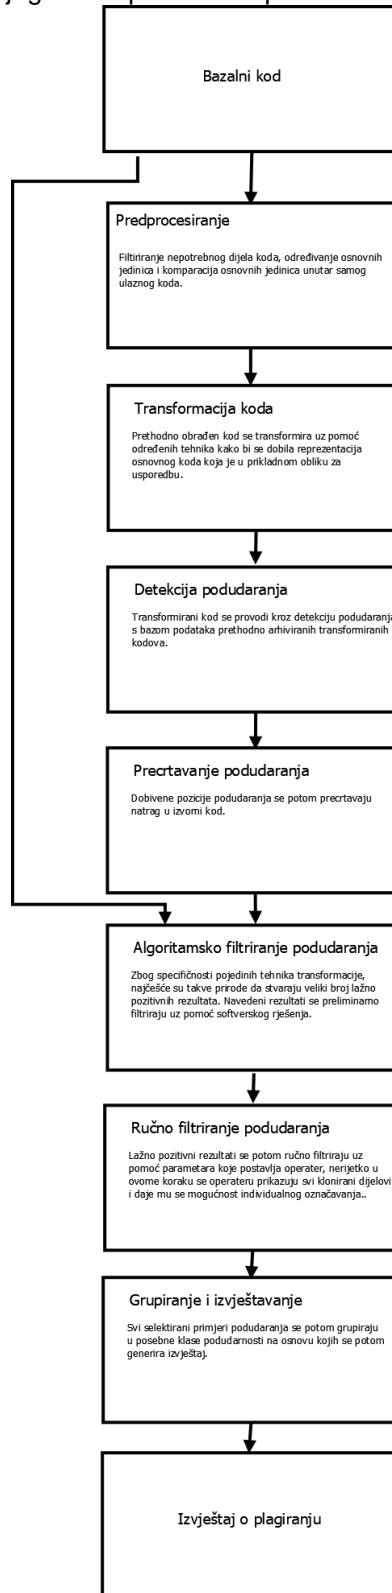 Bazalni kod
Predprocesiranje
Filtiriranje nepotrebnog dijela koda, određivanje osnovnih
jedinica i komparacija osnovnih jedinica unutar samog
ulaznog koda.
Transformacija koda
Prethodno obrađen kod se transformira uz pomoć
određenih tehnika kako bi se dobila reprezentacija
osnovnog koda koja je u prikladnom obliku za
usporedbu.
Detekcija podudaranja
Transformirani kod se provodi kroz detekciju podudaranja
s bazom podataka prethodno arhiviranih transformiranih
kodova.
Precrtavanje podudaranja
Dobivene pozicije podudaranja se potom precrtavaju
natrag u izvorni kod.
Algoritamsko filtriranje podudaranja
Zbog specifičnosti pojedinih tehnika transformacije,
najčešće su takve prirode da stvaraju veliki broj lažno
pozitivnih rezultata. Navedeni rezultati se preliminarno
filtriraju uz pomoć softverskog rješenja.
Ručno filtriranje podudaranja
Lažno pozitivni rezultati se potom ručno filtriraju uz
pomoć parametara koje postavlja operater, nerijetko u
ovome koraku se operateru prikazuju svi klonirani dijelovi
i daje mu se mogućnost individualnog označavanja..
Grupiranje i izvještavanje
Svi selektirani primjeri podudaranja se potom grupiraju
u posebne klase podudarnosti na osnovu kojih se potom
generira izvještaj.
Izvještaj o plagiranju